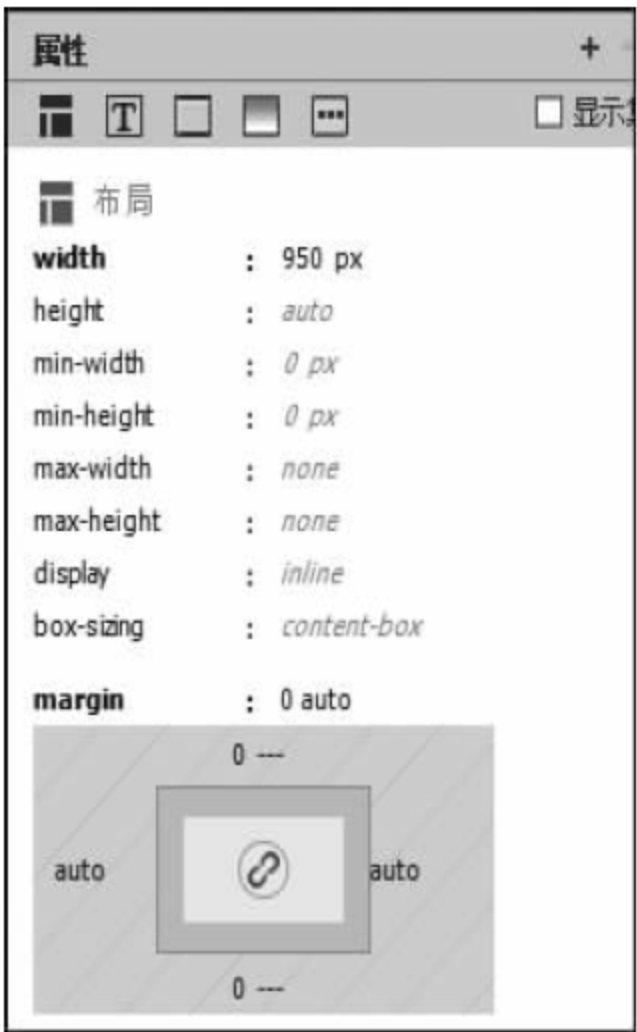 属性 +
T 显示
布局
width : 950 px
height : auto
min-width : 0 px
min-height : 0 px
max-width : none
max-height : none
display : inline
box-sizing : content-box
margin : 0 auto
0 ---
auto auto
0 ---